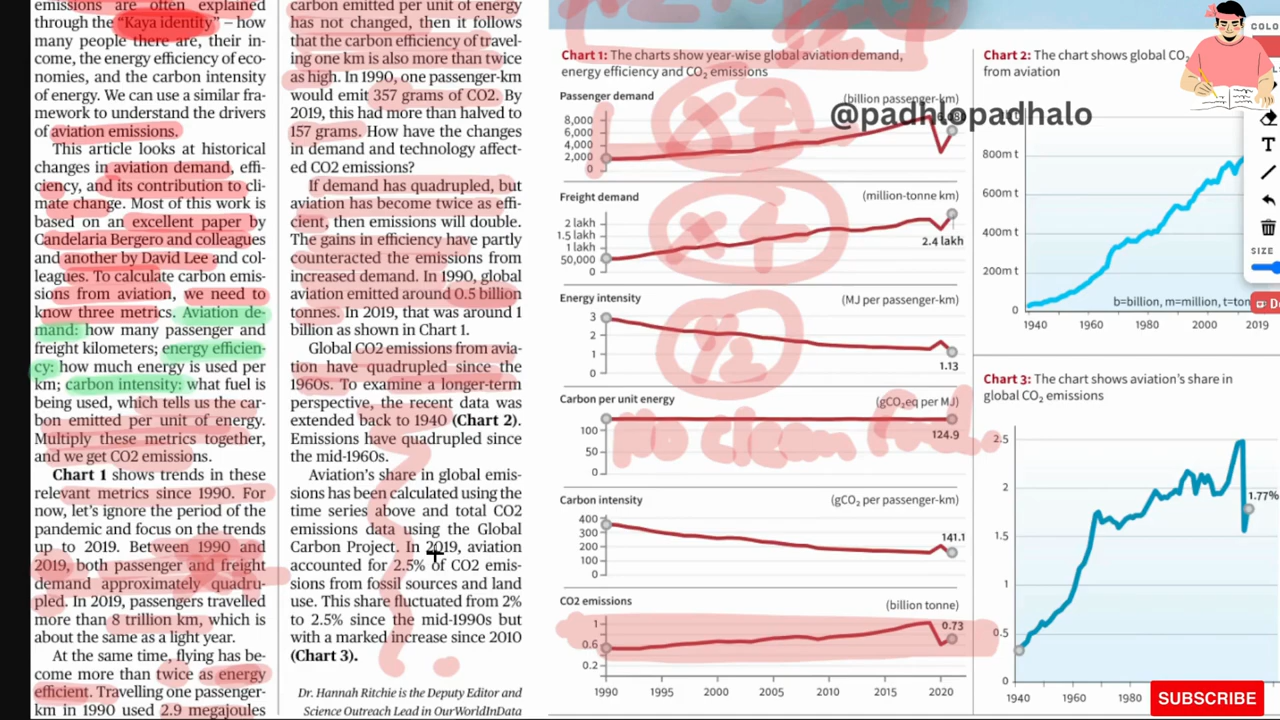 emissions are often explained
through the "Kaya identity" – how
many people there are, their in-
come, the energy efficiency of eco-
nomies, and the carbon intensity
of energy. We can use a similar fra-
mework to understand the drivers
of aviation emissions.
This article looks at historical
changes in aviation demand, effi-
ciency, and its contribution to cli-
mate change. Most of this work is
based on an excellent paper by
Candelaria Bergero and colleagues
and another by David Lee and col-
leagues. To calculate carbon emis-
sions from aviation, we need to
know three metrics. Aviation de-
mand: how many passenger and
freight kilometers; energy efficien-
cy: how much energy is used per
km; carbon intensity: what fuel is
being used, which tells us the car-
bon emitted per unit of energy.
Multiply these metrics together,
and we get CO2 emissions.
Chart 1 shows trends in these
relevant metrics since 1990. For
now, let's ignore the period of the
pandemic and focus on the trends
up to 2019. Between 1990 and
2019, both passenger and freight
demand approximately quadru-
pled. In 2019, passengers travelled
more than 8 trillion km, which is
about the same as a light year.
At the same time, flying has be-
come more than twice as energy
efficient. Travelling one passenger-
km in 1990 used 2.9 megajoules
carbon emitted per unit of energy
has not changed, then it follows
that the carbon efficiency of travel-
ing one km is also more than twice
as high. In 1990, one passenger-km
would emit 357 grams of CO2. By
2019, this had more than halved to
157 grams. How have the changes
in demand and technology affect-
ed CO2 emissions?
If demand has quadrupled, but
aviation has become twice as effi-
cient, then emissions will double.
The gains in efficiency have partly
counteracted the emissions from
increased demand. In 1990, global
aviation emitted around 0.5 billion
tonnes. In 2019, that was around 1
billion as shown in Chart 1.
Global CO2 emissions from avia-
tion have quadrupled since the
1960s. To examine a longer-term
perspective, the recent data was
extended back to 1940 (Chart 2).
Emissions have quadrupled since
the mid-1960s.
Aviation's share in global emis-
sions has been calculated using the
time series above and total CO2
emissions data using the Global
Carbon Project. In 2019, aviation
accounted for 2.5% of CO2 emis-
sions from fossil sources and land
use. This share fluctuated from 2%
to 2.5% since the mid-1990s but
with a marked increase since 2010
(Chart 3).
Dr. Hannah Ritchie is the Deputy Editor and
Science Outreach Lead in OurWorldInData
Chart 1: The charts show year-wise global aviation demand,
energy efficiency and CO₂ emissions
Passenger demand (billion passenger-km)
8,000
6,000
4,000
2,000
0
x4
Freight demand (million-tonne km)
2 lakh
1.5 lakh
1 lakh
50,000
0
x4
2.4 lakh
Energy intensity (MJ per passenger-km)
3
2
1
0
1/2
1.13
Carbon per unit energy (gCO₂eq per MJ)
100
50
0
No Clean Fuel
124.9
Carbon intensity (gCO₂ per passenger-km)
400
300
200
100
0
141.1
CO2 emissions (billion tonne)
1
0.6
0.2
0.73
1990 1995 2000 2005 2010 2015 2020
Chart 2: The chart shows global CO₂
from aviation
800m t
600m t
400m t
200m t
0
b=billion, m=million, t=ton
1940 1960 1980 2000 2019
Chart 3: The chart shows aviation's share in
global CO₂ emissions
2.5
2
1.5
1
0.5
0
1.77%
1940 1960 1980
@padhlopadhalo
COLO
T
SIZE
SUBSCRIBE